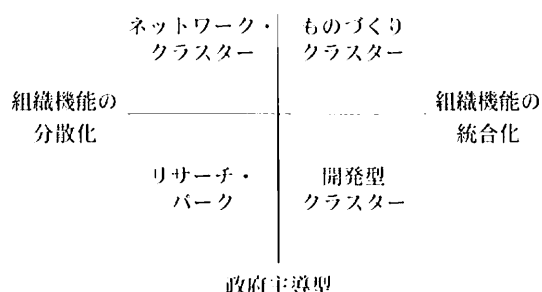 ネットワーク・
クラスター
ものづくり
クラスター
組織機能の
分散化
組織機能の
統合化
リサーチ・
パーク
開発型
クラスター
政府主導型